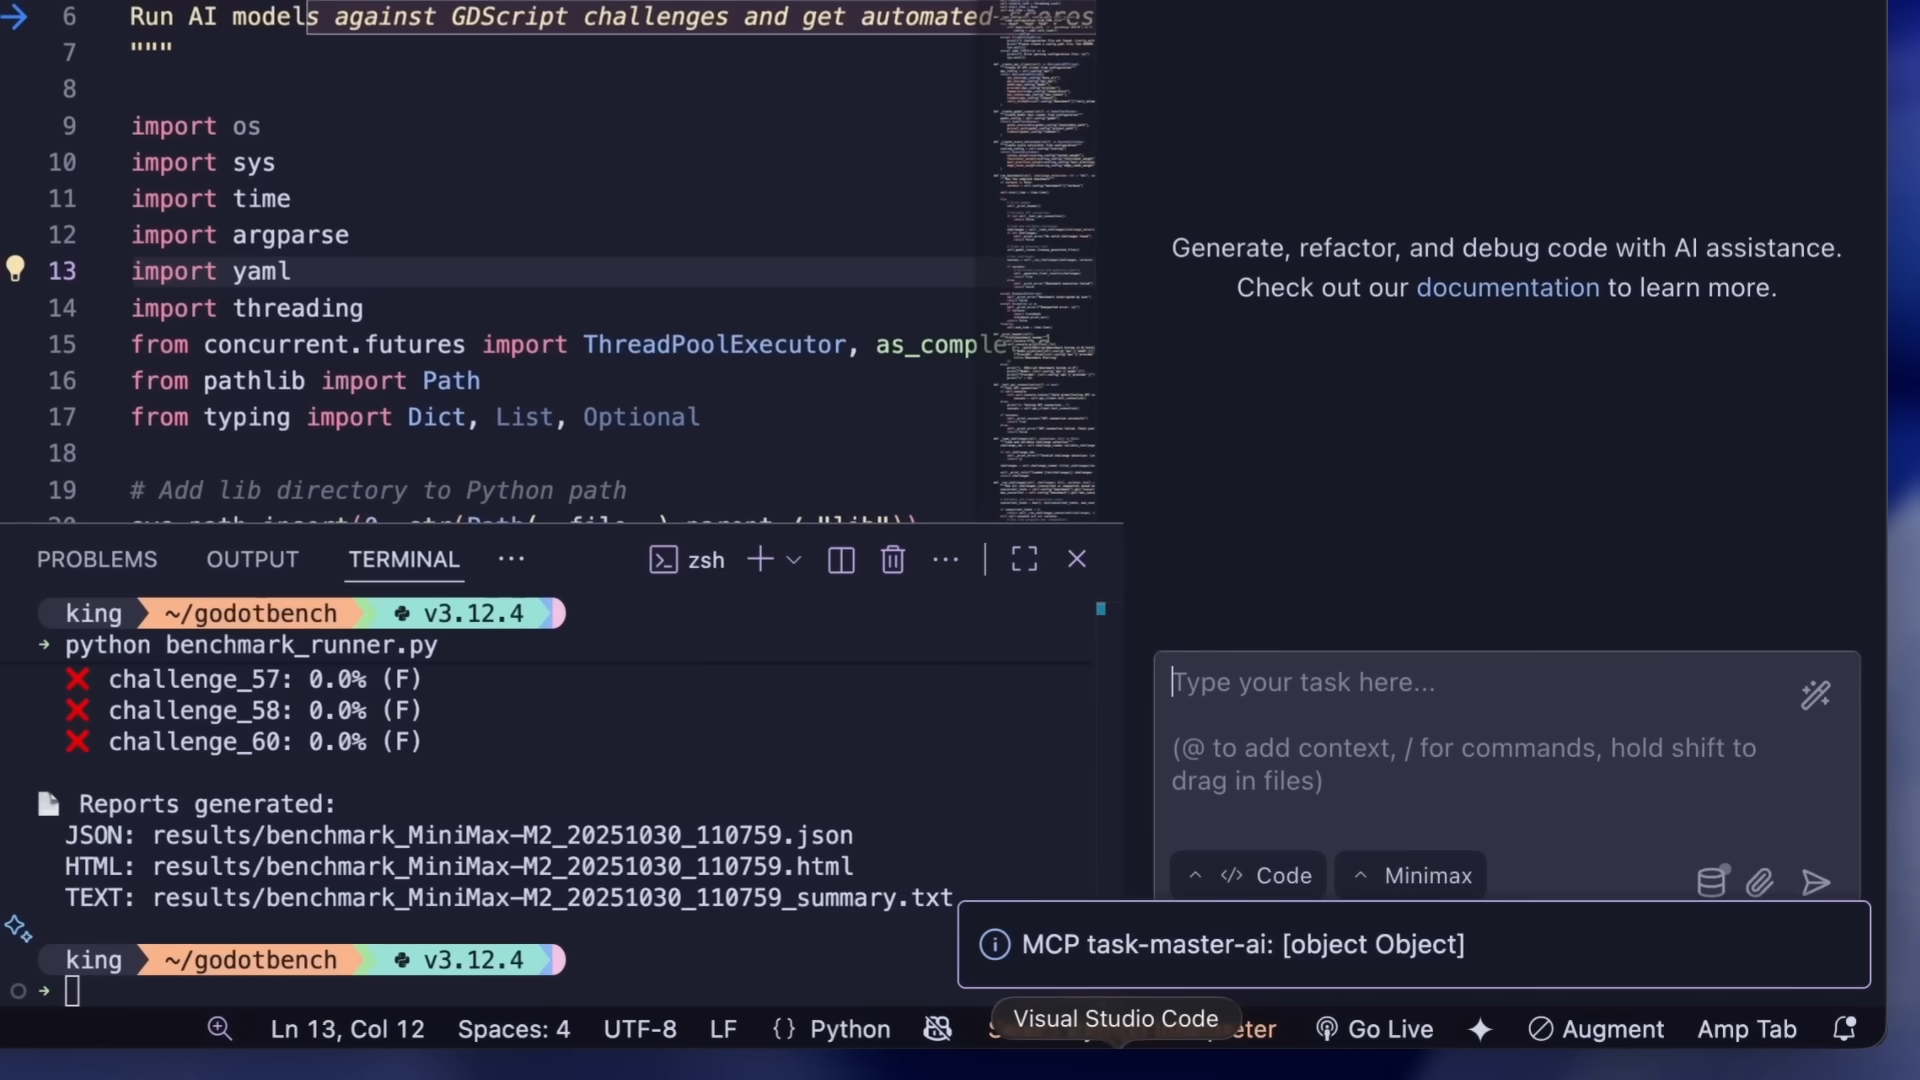 6 Run AI models against GDScript challenges and get automated scores
7 """
8
9 import os
10 import sys
11 import time
12 import argparse
13 import yaml
14 import threading
15 from concurrent.futures import ThreadPoolExecutor, as_comple
16 from pathlib import Path
17 from typing import Dict, List, Optional
18
19 # Add lib directory to Python path
PROBLEMS OUTPUT TERMINAL ··· zsh
king ~/godotbench v3.12.4
→ python benchmark_runner.py
❌ challenge_57: 0.0% (F)
❌ challenge_58: 0.0% (F)
❌ challenge_60: 0.0% (F)
Reports generated:
JSON: results/benchmark_MiniMax-M2_20251030_110759.json
HTML: results/benchmark_MiniMax-M2_20251030_110759.html
TEXT: results/benchmark_MiniMax-M2_20251030_110759_summary.txt
king ~/godotbench v3.12.4
→
Generate, refactor, and debug code with AI assistance.
Check out our documentation to learn more.
Type your task here...
(@ to add context, / for commands, hold shift to
drag in files)
Code Minimax
MCP task-master-ai: [object Object]
Visual Studio Code
Ln 13, Col 12 Spaces: 4 UTF-8 LF {} Python Go Live Augment Amp Tab